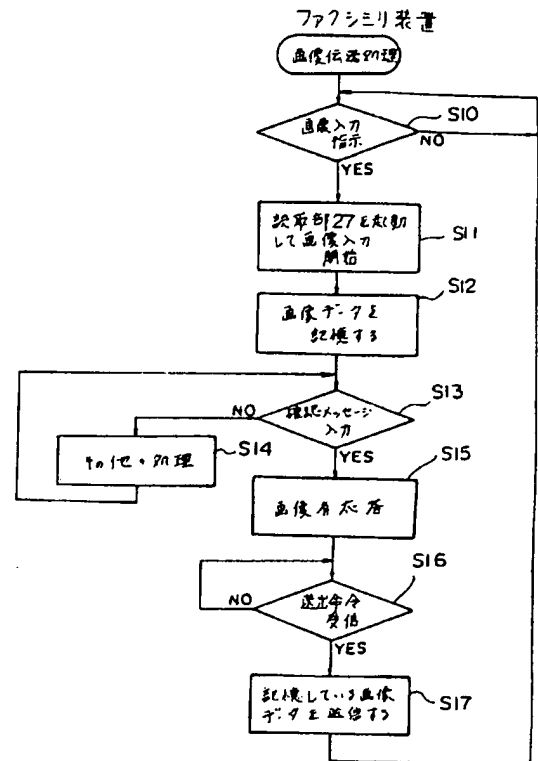 ファクシミリ装置
画像伝送処理
画像入力
指示
S10
NO
YES
読取部27を起動
して画像入力
開始
S11
画像データを
記憶する
S12
確認メッセージ
入力
S13
NO
YES
その他の処理
S14
画像有応答
S15
送出命令
受信
S16
NO
YES
記憶している画像
データを送信する
S17